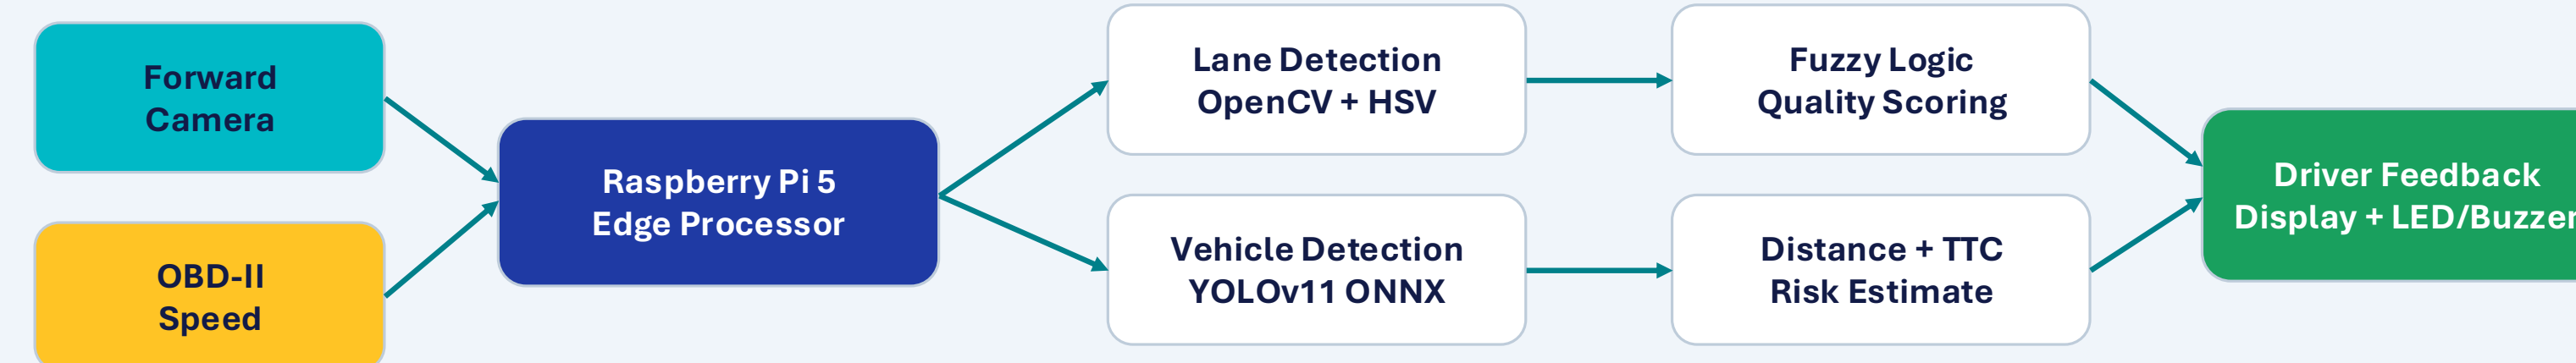 Forward
Camera
OBD-II
Speed
Raspberry Pi 5
Edge Processor
Lane Detection
OpenCV + HSV
Vehicle Detection
YOLOv11 ONNX
Fuzzy Logic
Quality Scoring
Distance + TTC
Risk Estimate
Driver Feedback
Display + LED/Buzzer